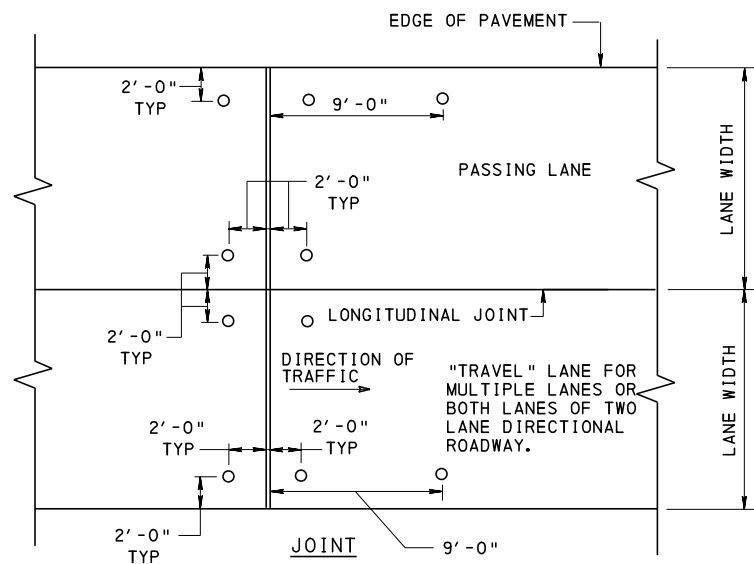 EDGE OF PAVEMENT
2'-0"
TYP
9'-0"
LANE WIDTH
PASSING LANE
2'-0"
TYP
LONGITUDINAL JOINT
2'-0"
TYP
DIRECTION OF
TRAFFIC
"TRAVEL" LANE FOR
MULTIPLE LANES OR
BOTH LANES OF TWO
LANE DIRECTIONAL
ROADWAY.
LANE WIDTH
2'-0"
TYP
2'-0"
TYP
2'-0"
TYP
JOINT
9'-0"